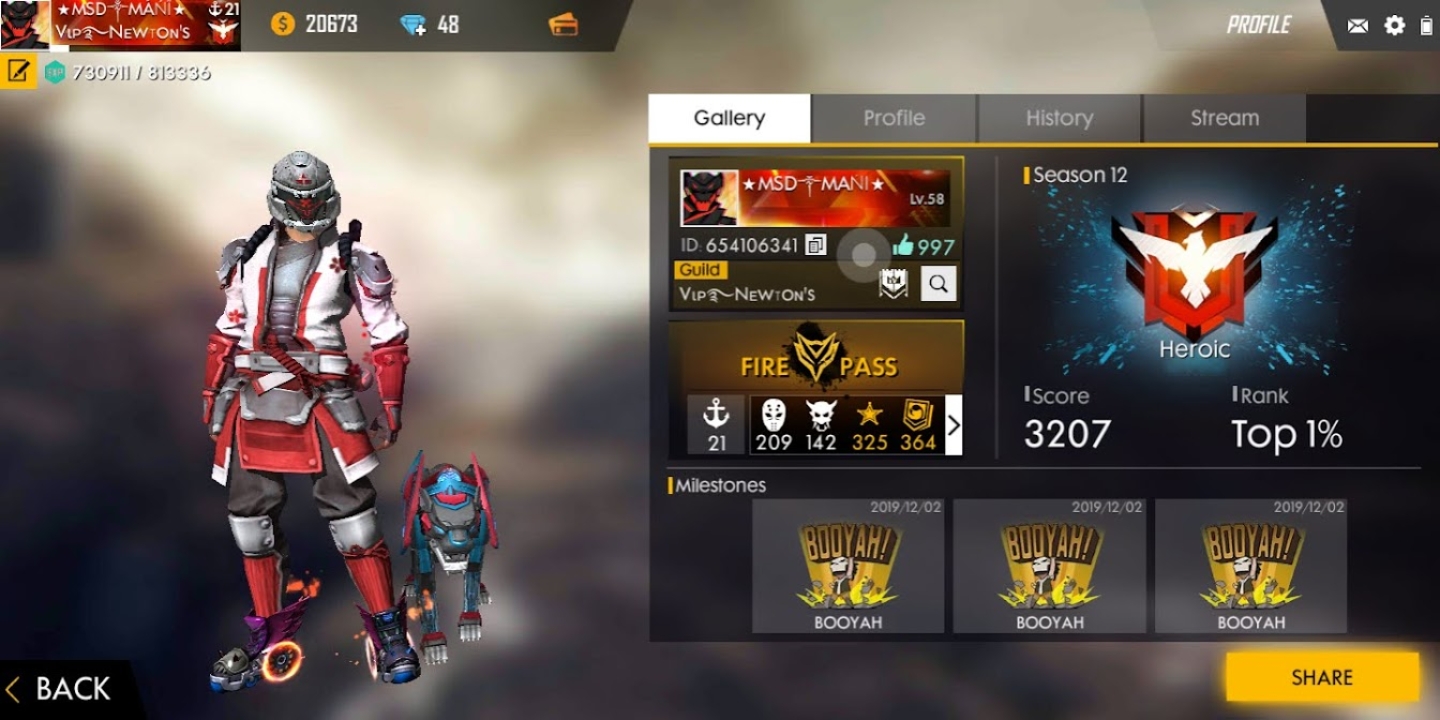 ★MSD⸸MANI★ 21
VιP࿐NEWTON'S
20673 48 PROFILE
730911 / 813336
Gallery Profile History Stream
★MSD⸸MANI★
Lv.58
ID: 654106341 997
Guild
VιP࿐NEWTON'S
FIRE PASS
21 209 142 325 364
Season 12
Heroic
Score Rank
3207 Top 1%
Milestones
2019/12/02 2019/12/02 2019/12/02
BOOYAH! BOOYAH! BOOYAH!
BOOYAH BOOYAH BOOYAH
BACK SHARE